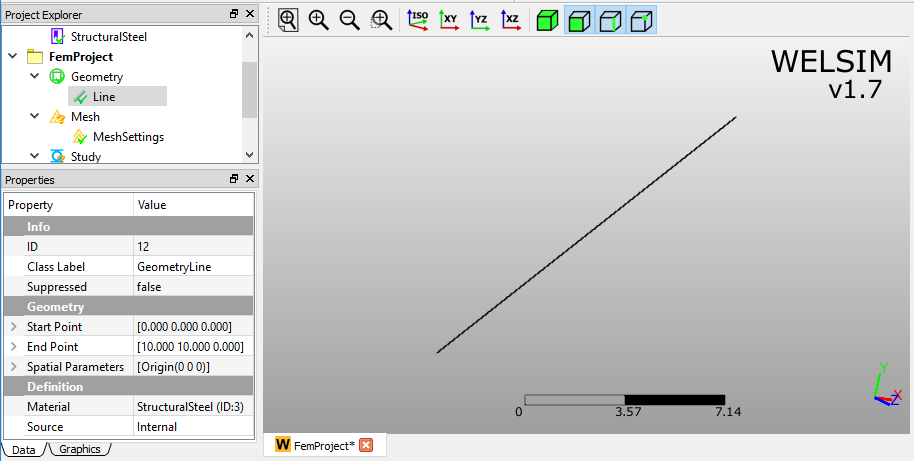 Project Explorer
StructuralSteel
FemProject
Geometry
Line
Mesh
MeshSettings
Study
Properties
Property Value
Info
ID 12
Class Label GeometryLine
Suppressed false
Geometry
Start Point [0.000 0.000 0.000]
End Point [10.000 10.000 0.000]
Spatial Parameters [Origin(0 0 0)]
Definition
Material StructuralSteel (ID:3)
Source Internal
Data Graphics
ISO XY YZ XZ
WELSIM
v1.7
0 3.57 7.14
Y
X
Z
W FemProject*